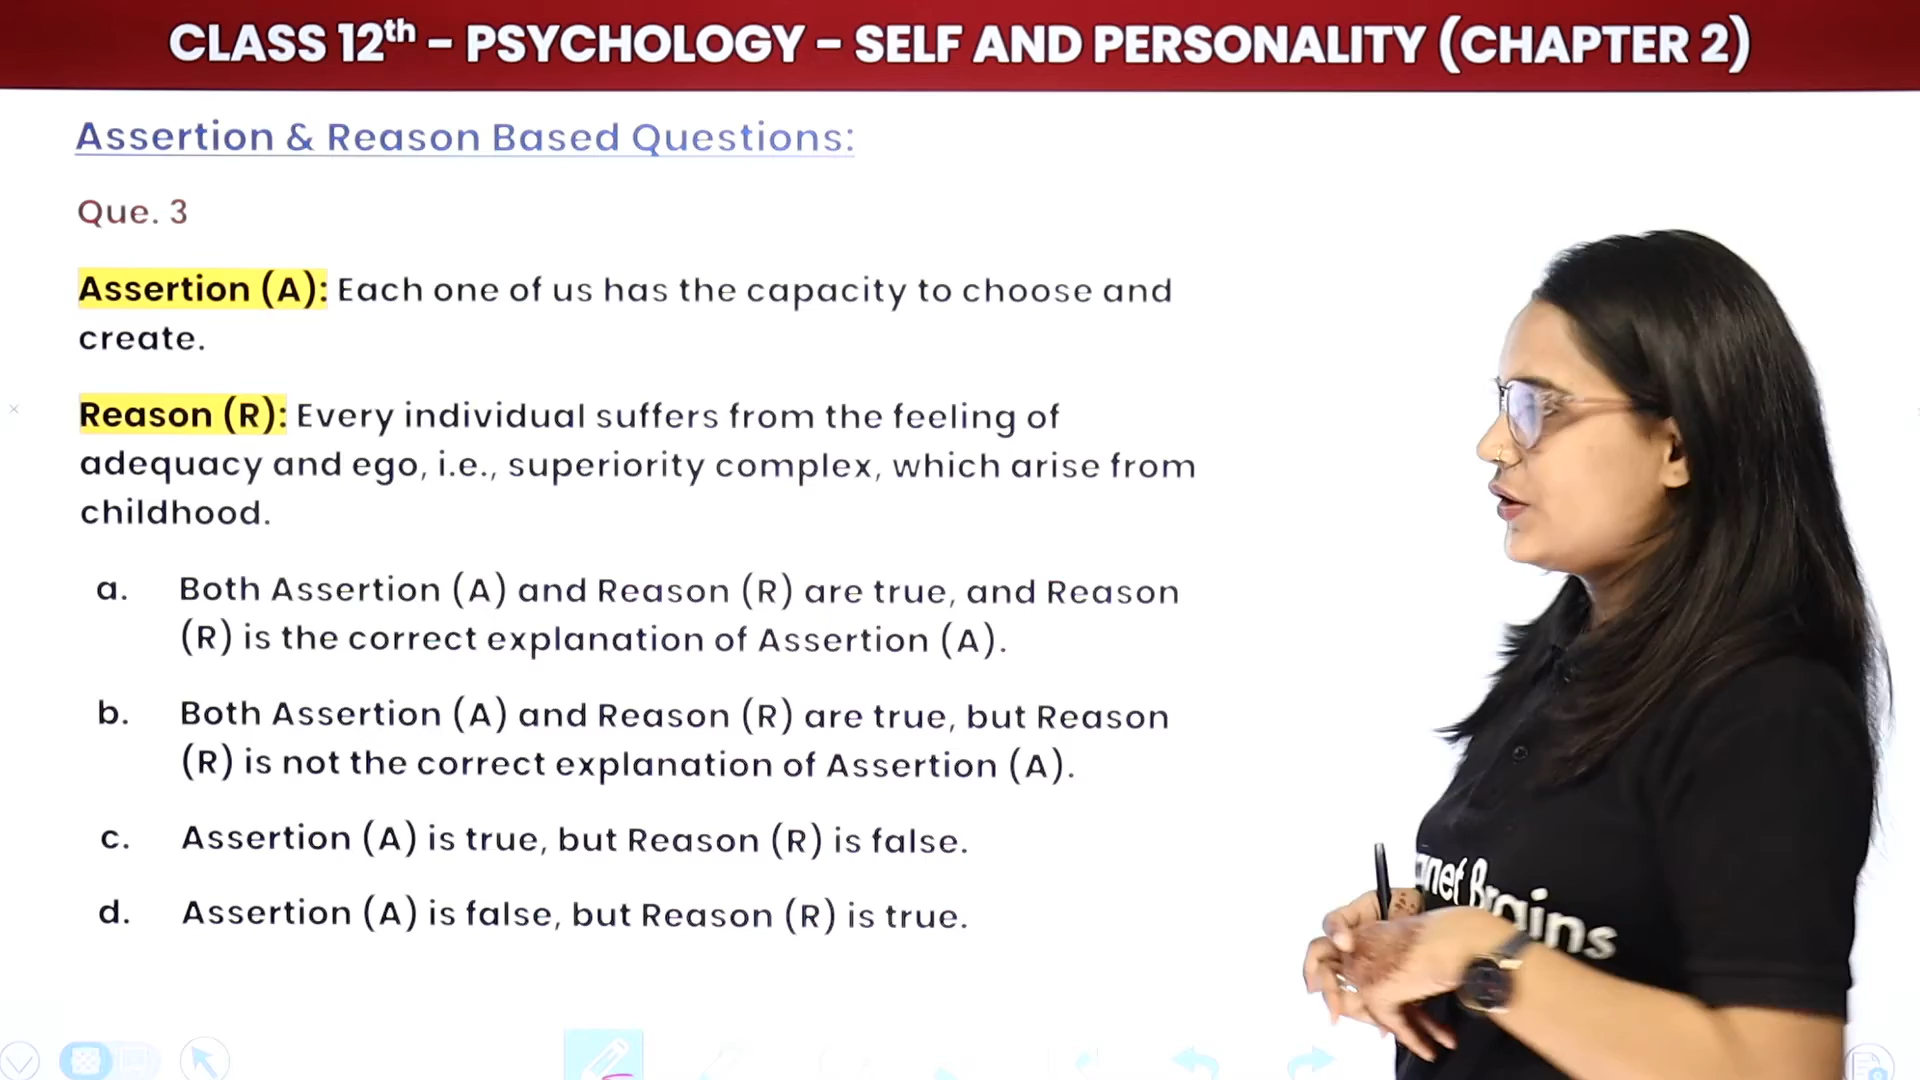 CLASS 12th - PSYCHOLOGY - SELF AND PERSONALITY (CHAPTER 2)
Assertion & Reason Based Questions:
Que. 3
Assertion (A): Each one of us has the capacity to choose and
create.
Reason (R): Every individual suffers from the feeling of
adequacy and ego, i.e., superiority complex, which arise from
childhood.
a. Both Assertion (A) and Reason (R) are true, and Reason
(R) is the correct explanation of Assertion (A).
b. Both Assertion (A) and Reason (R) are true, but Reason
(R) is not the correct explanation of Assertion (A).
c. Assertion (A) is true, but Reason (R) is false.
d. Assertion (A) is false, but Reason (R) is true.
anet Brains